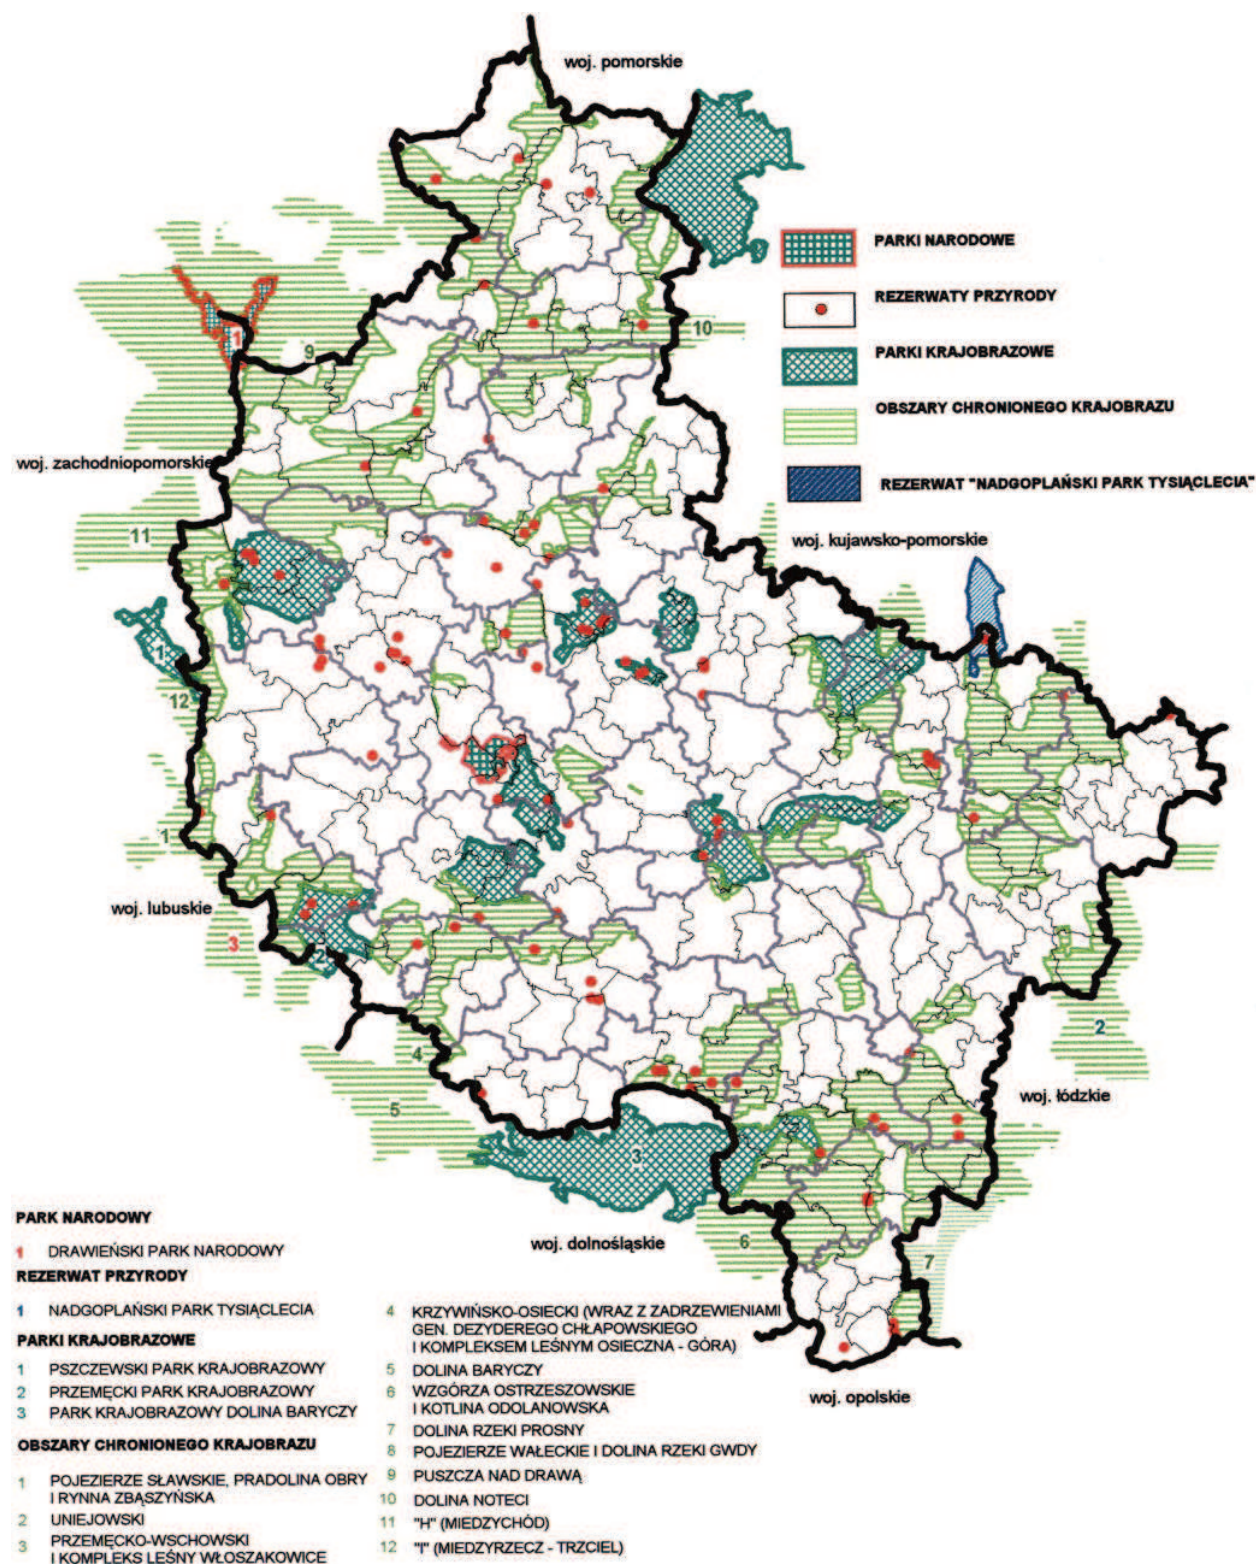 woj. pomorskie
PARKI NARODOWE
REZERWATY PRZYRODY
10
1
9
PARKI KRAJOBRAZOWE
OBSZARY CHRONIONEGO KRAJOBRAZU
woj. zachodniopomorskie
REZERWAT "NADGOPLAŃSKI PARK TYSIĄCLECIA"
11
woj. kujawsko-pomorskie
1
12
1
woj. lubuskie
3
2
2
4
woj. łódzkie
5
3
woj. dolnośląskie
6
7
woj. opolskie
PARK NARODOWY
1 DRAWIEŃSKI PARK NARODOWY
REZERWAT PRZYRODY
1 NADGOPLAŃSKI PARK TYSIĄCLECIA
PARKI KRAJOBRAZOWE
1 PSZCZEWSKI PARK KRAJOBRAZOWY
2 PRZEMĘCKI PARK KRAJOBRAZOWY
3 PARK KRAJOBRAZOWY DOLINA BARYCZY
OBSZARY CHRONIONEGO KRAJOBRAZU
1 POJEZIERZE SŁAWSKIE, PRADOLINA OBRY
I RYNNA ZBĄSZYŃSKA
2 UNIEJOWSKI
3 PRZEMĘCKO-WSCHOWSKI
I KOMPLEKS LEŚNY WŁOSZAKOWICE
4 KRZYWIŃSKO-OSIECKI (WRAZ Z ZADRZEWIENIAMI
GEN. DEZYDEREGO CHŁAPOWSKIEGO
I KOMPLEKSEM LEŚNYM OSIECZNA - GÓRA)
5 DOLINA BARYCZY
6 WZGÓRZA OSTRZESZOWSKIE
I KOTLINA ODOLANOWSKA
7 DOLINA RZEKI PROSNY
8 POJEZIERZE WAŁECKIE I DOLINA RZEKI GWDY
9 PUSZCZA NAD DRAWĄ
10 DOLINA NOTECI
11 "H" (MIEDZYCHÓD)
12 "I" (MIEDZYRZECZ - TRZCIEL)